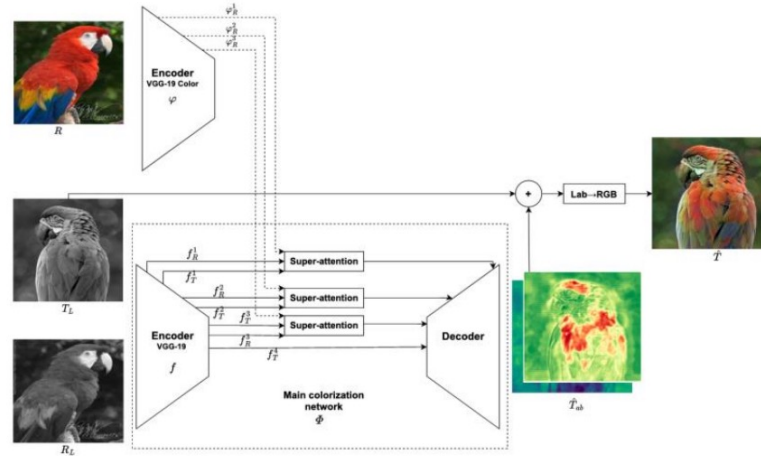 φ_R^1
φ_R^2
φ_R^3
Encoder
VGG-19 Color
φ
R
+
Lab→RGB
T̂
T_L
f_R^1
Super-attention
f_T^1
f_R^2
Super-attention
f_T^2
f_T^3
Super-attention
f_R^3
f_T^4
Encoder
VGG-19
f
Decoder
Main colorization
network
Φ
T̂_ab
R_L